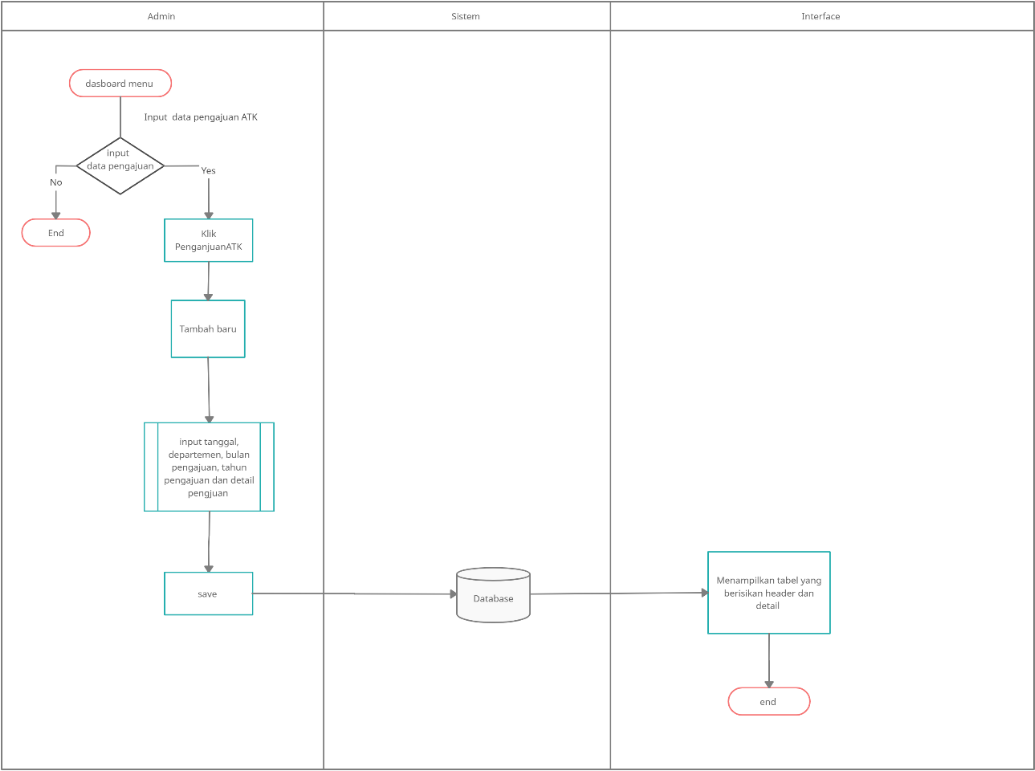 Admin
Sistem
Interface
dasboard menu
Input  data pengajuan ATK
input
data pengajuan
No
Yes
End
Klik
PenganjuanATK
Tambah baru
input tanggal,
departemen, bulan
pengajuan, tahun
pengajuan dan detail
pengjuan
save
Database
Menampilkan tabel yang
berisikan header dan
detail
end